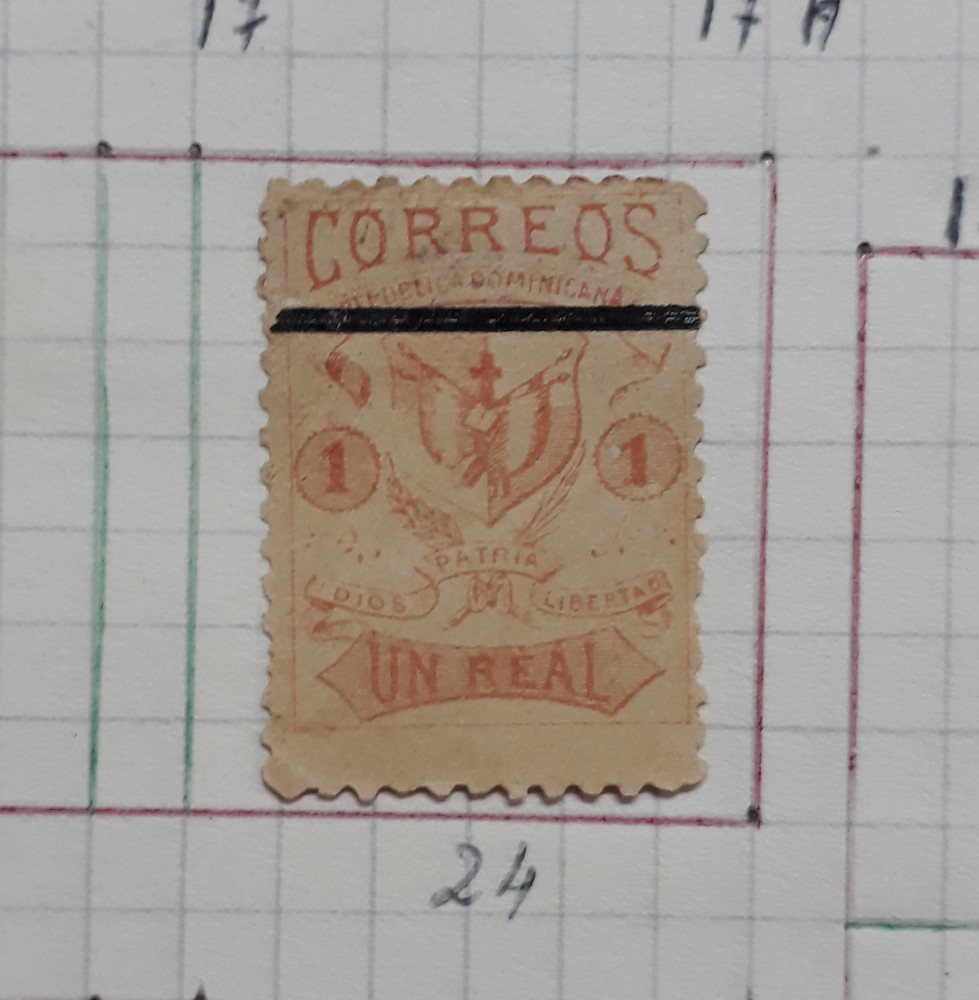 17 17 A
CORREOS
REPUBLICA DOMINICANA
1 1
PATRIA
DIOS LIBERTAD
UN REAL
24